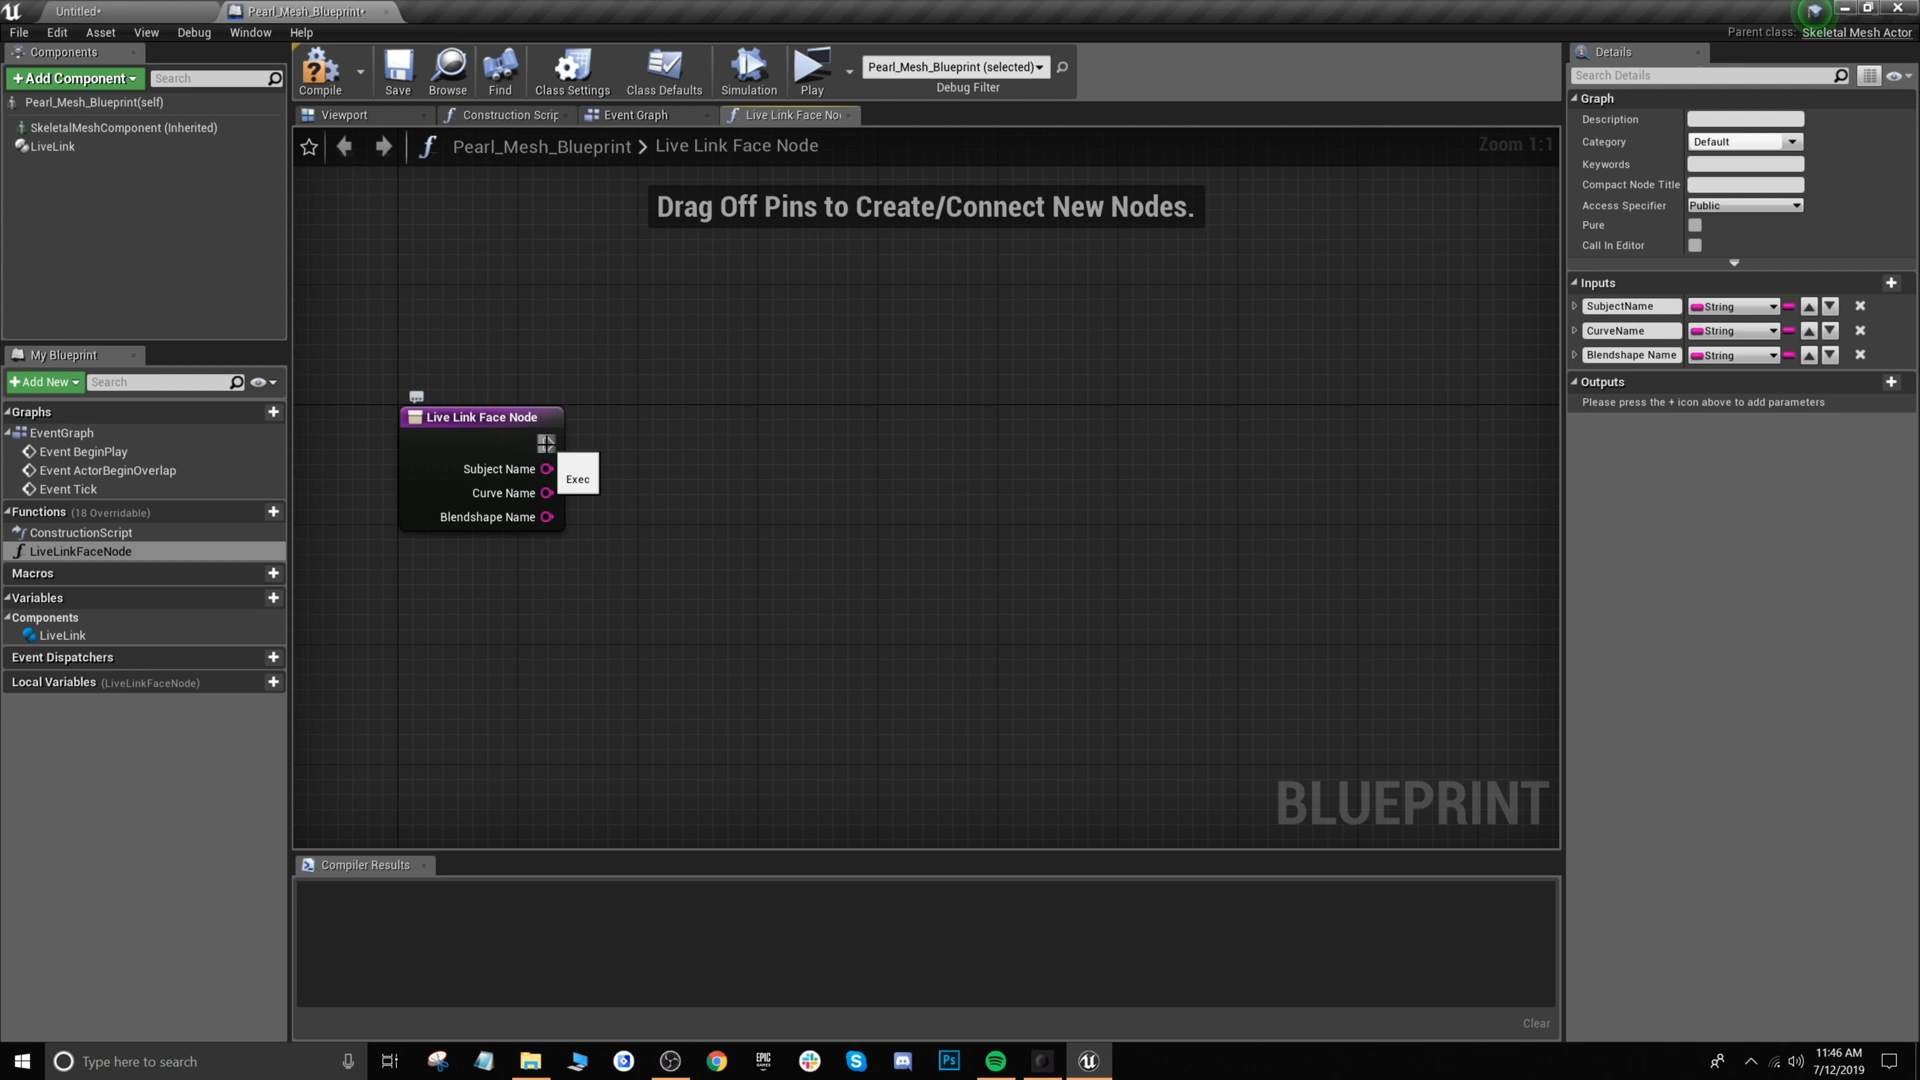 Untitled•
Pearl_Mesh_Blueprint•
File Edit Asset View Debug Window Help
Parent class: Skeletal Mesh Actor
Components
+Add Component
Search
Pearl_Mesh_Blueprint(self)
SkeletalMeshComponent (Inherited)
LiveLink
Compile
Save
Browse
Find
Class Settings
Class Defaults
Simulation
Play
Pearl_Mesh_Blueprint (selected)
Debug Filter
Viewport
Construction Scrip
Event Graph
Live Link Face No
Pearl_Mesh_Blueprint > Live Link Face Node
Zoom 1:1
Drag Off Pins to Create/Connect New Nodes.
Live Link Face Node
Subject Name
Curve Name
Blendshape Name
Exec
BLUEPRINT
My Blueprint
+Add New
Search
Graphs
EventGraph
Event BeginPlay
Event ActorBeginOverlap
Event Tick
Functions (18 Overridable)
ConstructionScript
LiveLinkFaceNode
Macros
Variables
Components
LiveLink
Event Dispatchers
Local Variables (LiveLinkFaceNode)
Compiler Results
Clear
Details
Search Details
Graph
Description
Category Default
Keywords
Compact Node Title
Access Specifier Public
Pure
Call In Editor
Inputs
SubjectName String
CurveName String
Blendshape Name String
Outputs
Please press the + icon above to add parameters
Type here to search
EPIC GAMES
Ps
11:46 AM
7/12/2019